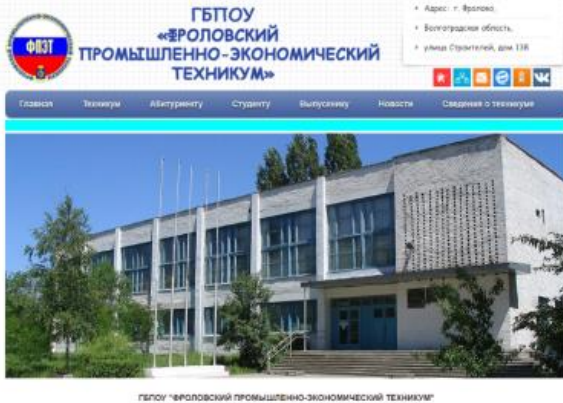 ГБПОУ
«ФРОЛОВСКИЙ
ПРОМЫШЛЕННО-ЭКОНОМИЧЕСКИЙ
ТЕХНИКУМ»
ФПЭТ
Адрес: г. Фролово,
Волгоградская область,
улица Строителей, дом 138
Главная Техникум Абитуриенту Студенту Выпускнику Новости Сведения о техникуме
ГБПОУ "ФРОЛОВСКИЙ ПРОМЫШЛЕННО-ЭКОНОМИЧЕСКИЙ ТЕХНИКУМ"